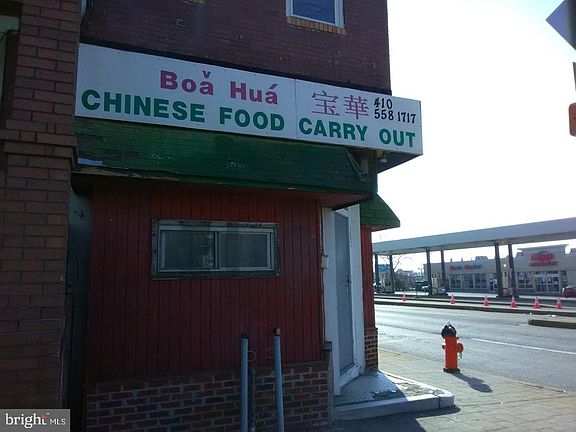 Boǎ Huá 宝華 410
558 1717
CHINESE FOOD CARRY OUT
bright MLS